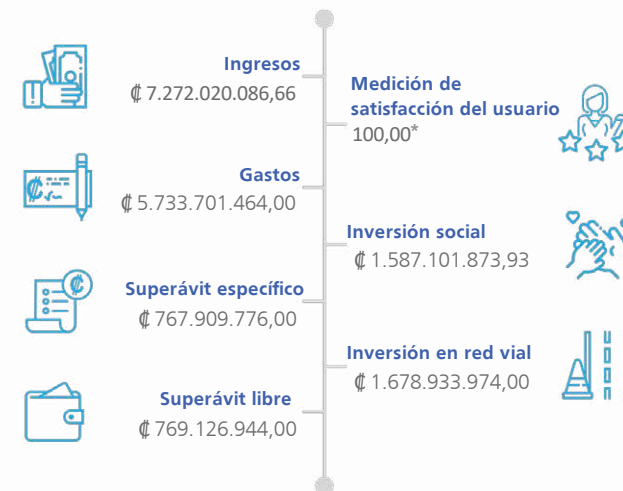 Ingresos
₡ 7.272.020.086,66
Medición de
satisfacción del usuario
100,00*
Gastos
₡ 5.733.701.464,00
Inversión social
₡ 1.587.101.873,93
Superávit específico
₡ 767.909.776,00
Inversión en red vial
₡ 1.678.933.974,00
Superávit libre
₡ 769.126.944,00